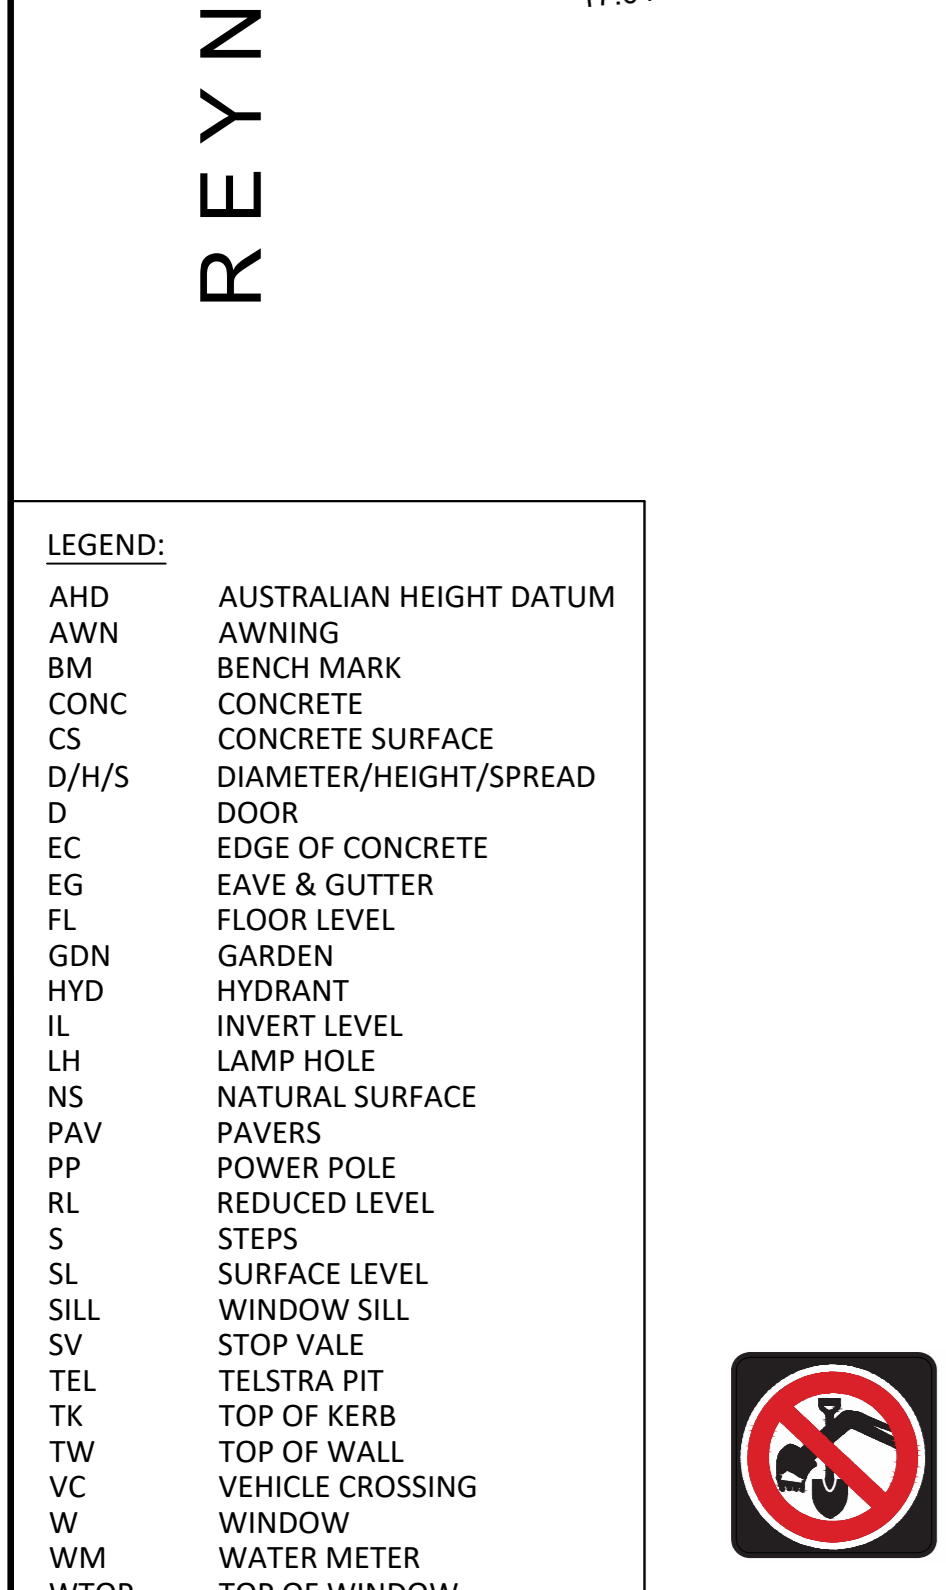 REYN
LEGEND:
AHD AUSTRALIAN HEIGHT DATUM
AWN AWNING
BM BENCH MARK
CONC CONCRETE
CS CONCRETE SURFACE
D/H/S DIAMETER/HEIGHT/SPREAD
D DOOR
EC EDGE OF CONCRETE
EG EAVE & GUTTER
FL FLOOR LEVEL
GDN GARDEN
HYD HYDRANT
IL INVERT LEVEL
LH LAMP HOLE
NS NATURAL SURFACE
PAV PAVERS
PP POWER POLE
RL REDUCED LEVEL
S STEPS
SL SURFACE LEVEL
SILL WINDOW SILL
SV STOP VALE
TEL TELSTRA PIT
TK TOP OF KERB
TW TOP OF WALL
VC VEHICLE CROSSING
W WINDOW
WM WATER METER
WTOP TOP OF WINDOW